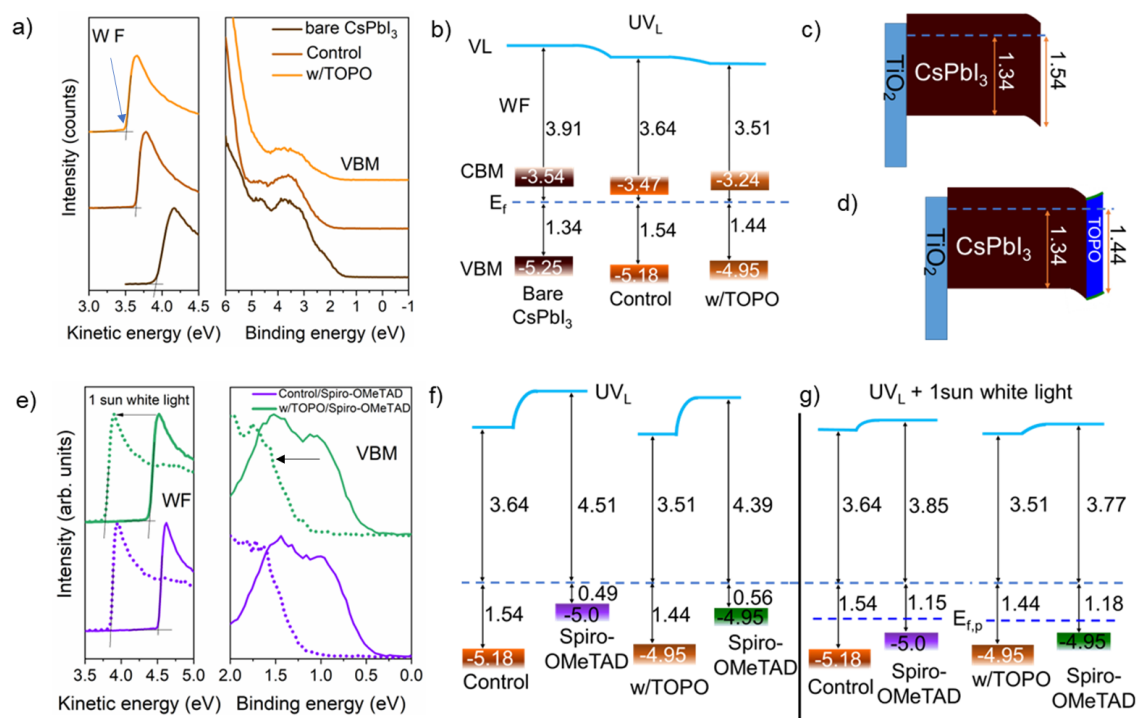 a)
W F
bare CsPbI3
Control
w/TOPO
VBM
Intensity (counts)
3.0 3.5 4.0 4.5
6 5 4 3 2 1 0 -1
Kinetic energy (eV)
Binding energy (eV)
b)
UVL
VL
WF
3.91
3.64
3.51
CBM
-3.54
-3.47
-3.24
Ef
1.34
1.54
1.44
VBM
-5.25
-5.18
-4.95
Bare
CsPbI3
Control
w/TOPO
c)
TiO2
CsPbI3
1.34
1.54
d)
TiO2
CsPbI3
1.34
TOPO
1.44
e)
1 sun white light
Control/Spiro-OMeTAD
w/TOPO/Spiro-OMeTAD
VBM
WF
Intensity (arb. units)
3.5 4.0 4.5 5.0
2.0 1.5 1.0 0.5 0.0
Kinetic energy (eV)
Binding energy (eV)
f)
UVL
3.64
4.51
3.51
4.39
1.54
0.49
1.44
0.56
-5.18
-5.0
-4.95
-4.95
Control
Spiro-
OMeTAD
w/TOPO
Spiro-
OMeTAD
g)
UVL + 1sun white light
3.64
3.85
3.51
3.77
1.54
1.15
1.44
1.18
Ef,p
-5.18
-5.0
-4.95
-4.95
Control
Spiro-
OMeTAD
w/TOPO
Spiro-
OMeTAD